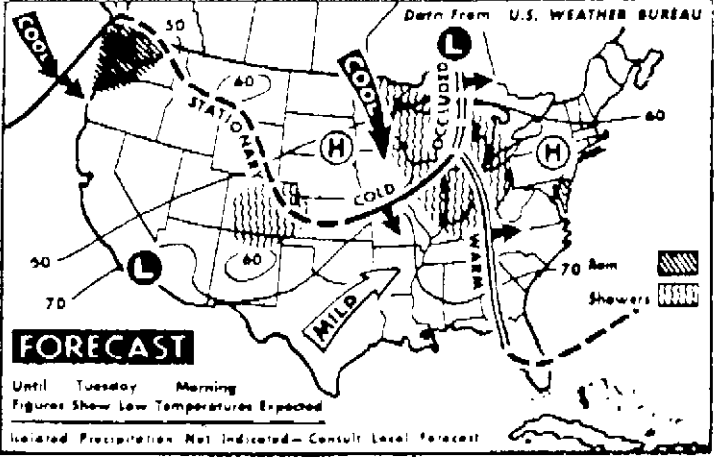 Data From U.S. WEATHER BUREAU
COOL
50
L
60
COOL
OCCLUDED
STATIONARY
60
H
H
COLD
50
60
WARM
L
70
70
Rain
MILD
Showers
FORECAST
Until Tuesday Morning
Figures Show Low Temperatures Expected
Isolated Precipitation Not Indicated — Consult Local Forecast